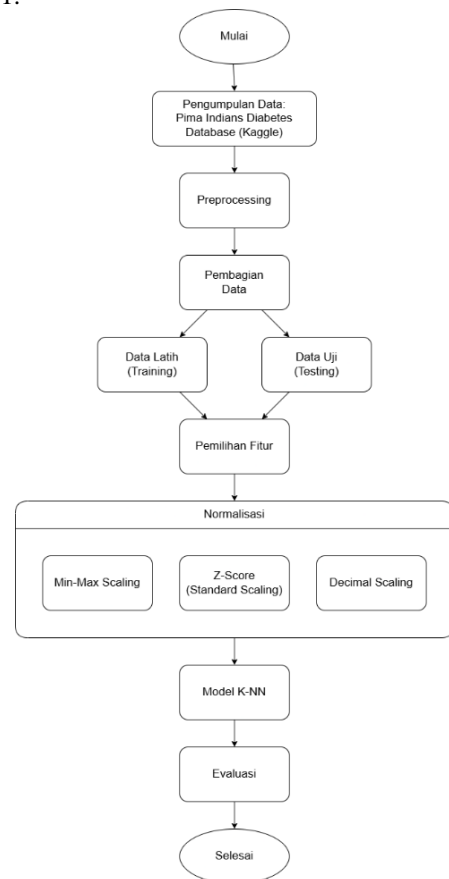 1.
Mulai
Pengumpulan Data:
Pima Indians Diabetes
Database (Kaggle)
Preprocessing
Pembagian
Data
Data Latih
(Training)
Data Uji
(Testing)
Pemilihan Fitur
Normalisasi
Min-Max Scaling
Z-Score
(Standard Scaling)
Decimal Scaling
Model K-NN
Evaluasi
Selesai